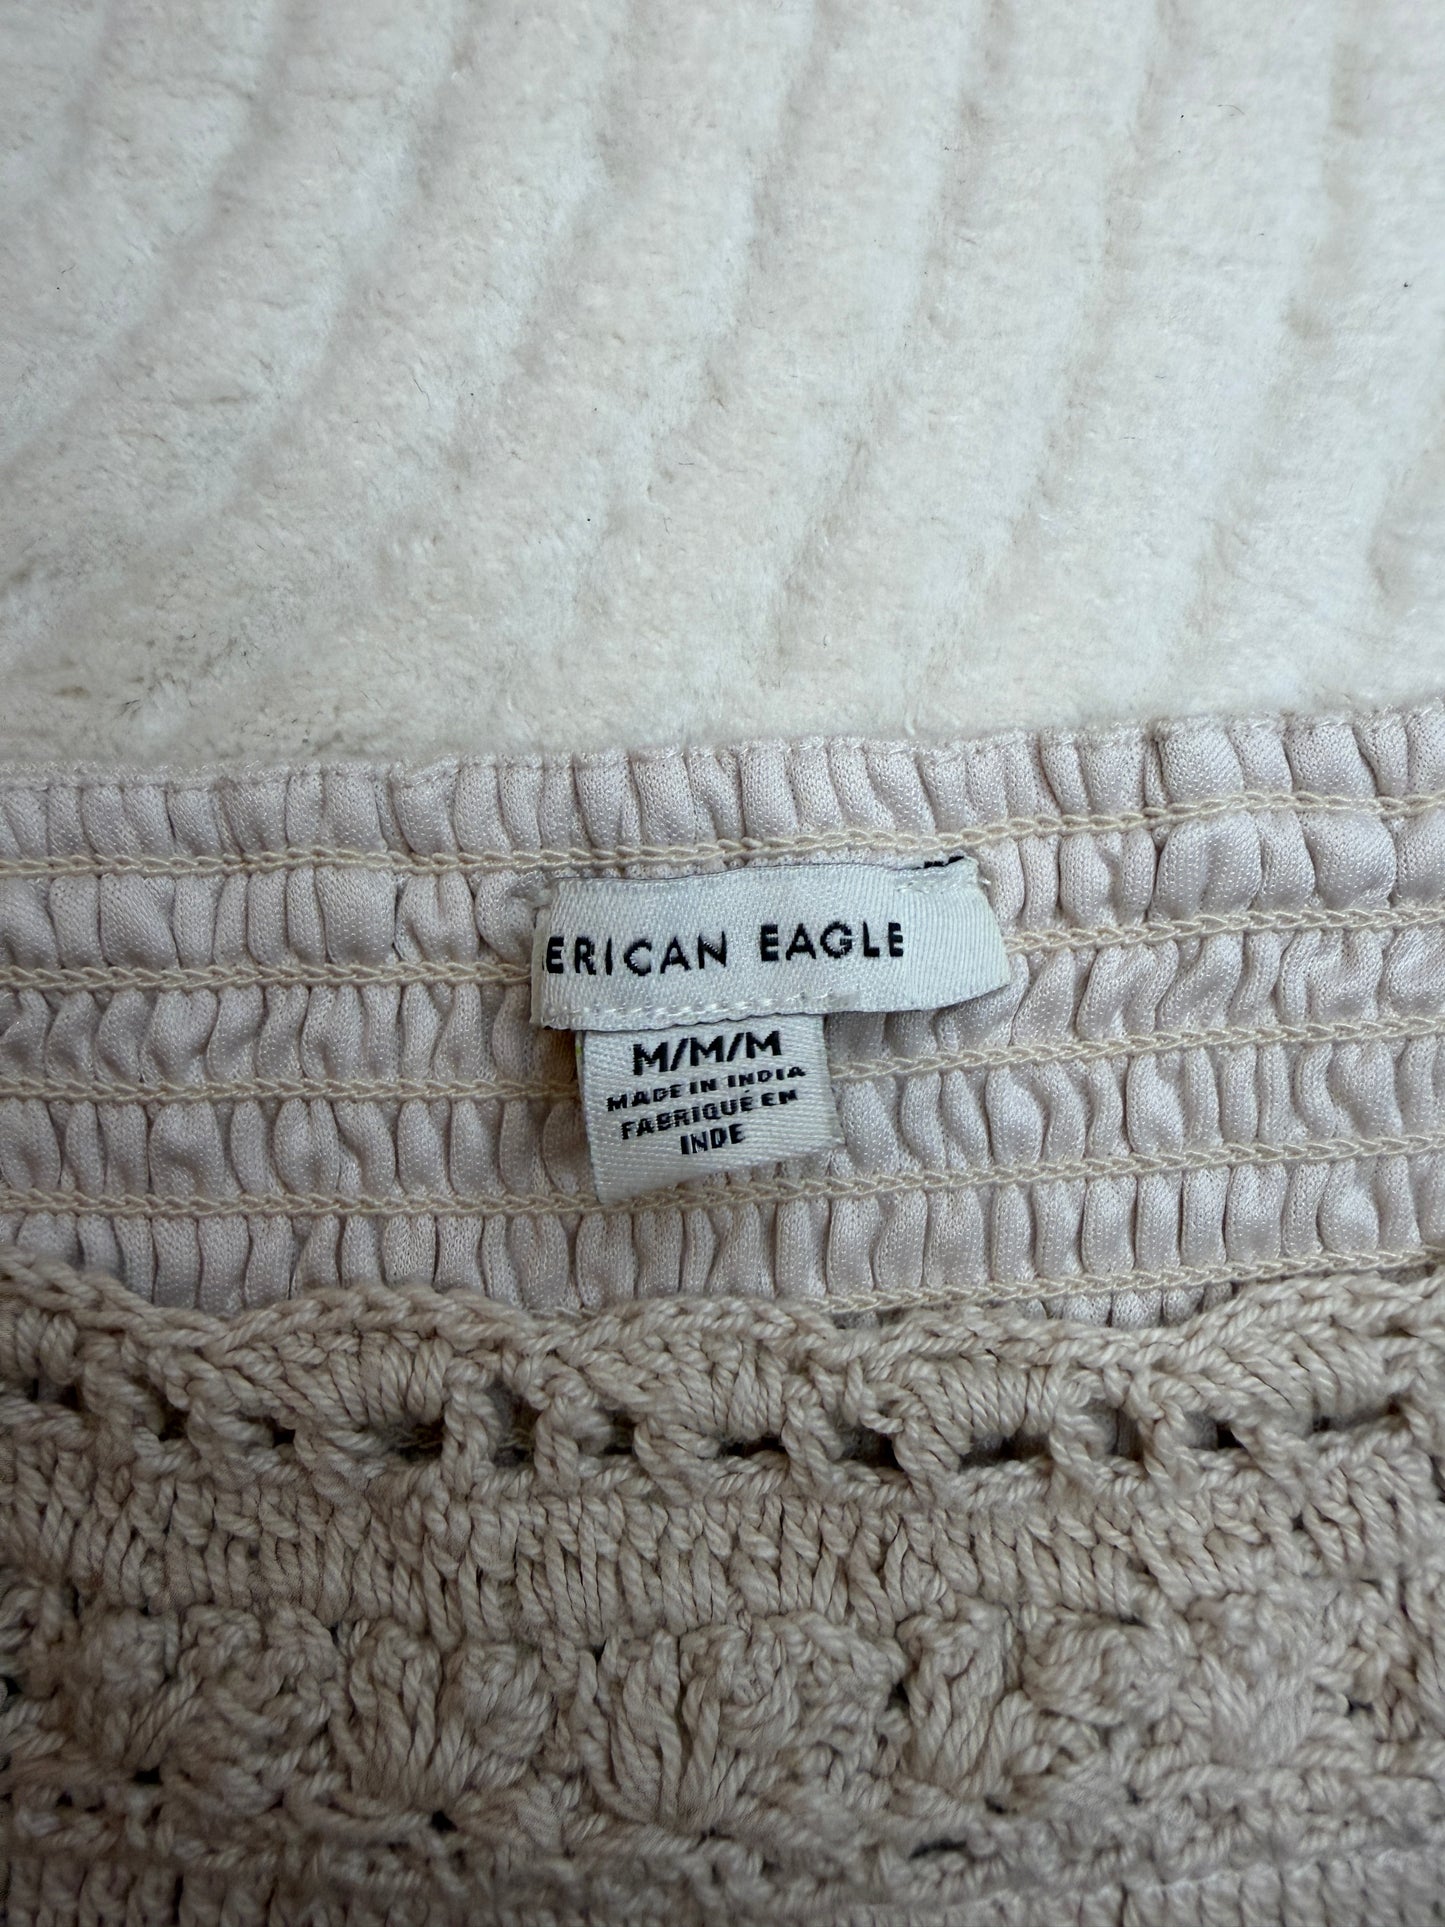 ERICAN EAGLE
M/M/M
MADE IN INDIA
FABRIQUÉ EN
INDE